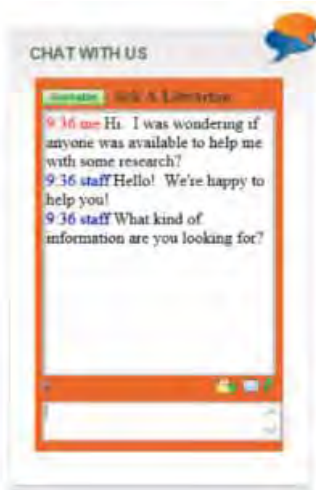 CHAT WITH US
Available Ask A Librarian
9:36 me Hi. I was wondering if
anyone was available to help me
with some research?
9:36 staff Hello! We're happy to
help you!
9:36 staff What kind of
information are you looking for?